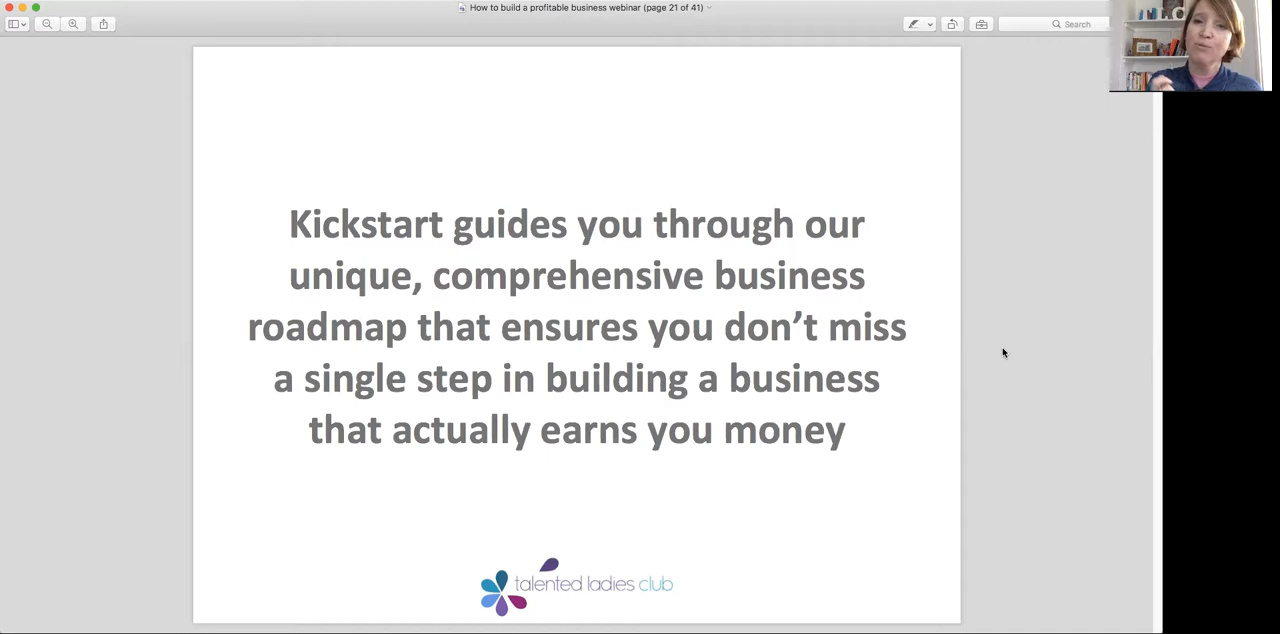 How to build a profitable business webinar (page 21 of 41)
Search
Kickstart guides you through our
unique, comprehensive business
roadmap that ensures you don’t miss
a single step in building a business
that actually earns you money
talented ladies club